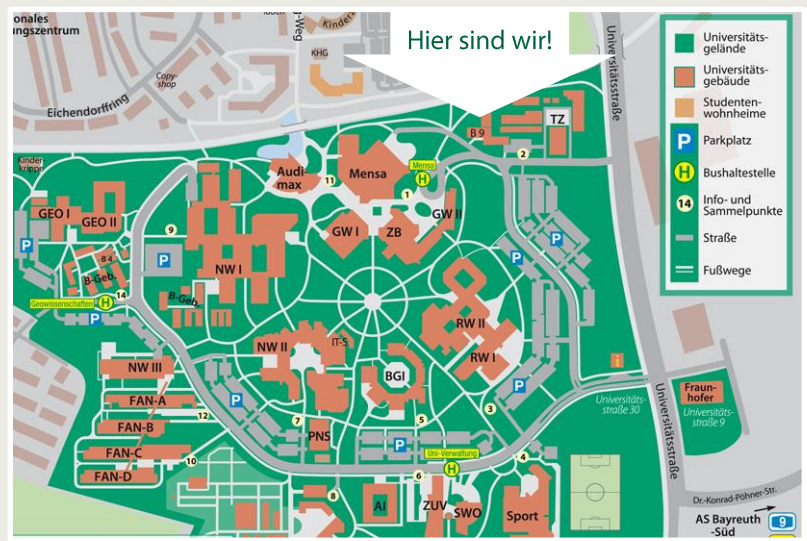 onales
ngszentrum
-Weg
Kindern
KHG
Hier sind wir!
Copy-
shop
Eichendorffring
Universitätsstraße
Universitäts-
gelände
Universitäts-
gebäude
Studenten-
wohnheime
P
Parkplatz
H
Bushaltestelle
14
Info- und
Sammelpunkte
Straße
Fußwege
B 9
TZ
2
Kinder-
krippe
Audi-
max
11
Mensa
Mensa
H
1
GEO I
GEO II
P
9
P
GW I
ZB
GW II
P
P
B 4
B-Geb.
14
Geowissenschaften
H
P
NW I
B-Geb.
RW II
RW I
NW II
IT-S
BGI
NW III
FAN-A
12
FAN-B
FAN-C
10
FAN-D
P
7
PNS
5
P
3
P
i
Universitäts-
straße 30
Fraun-
hofer
Universitäts-
straße 9
Universitätsstraße
Uni-Verwaltung
H
4
6
8
AI
ZUV
SWO
Sport
Dr.-Konrad-Pöhner-Str.
AS Bayreuth
-Süd
9